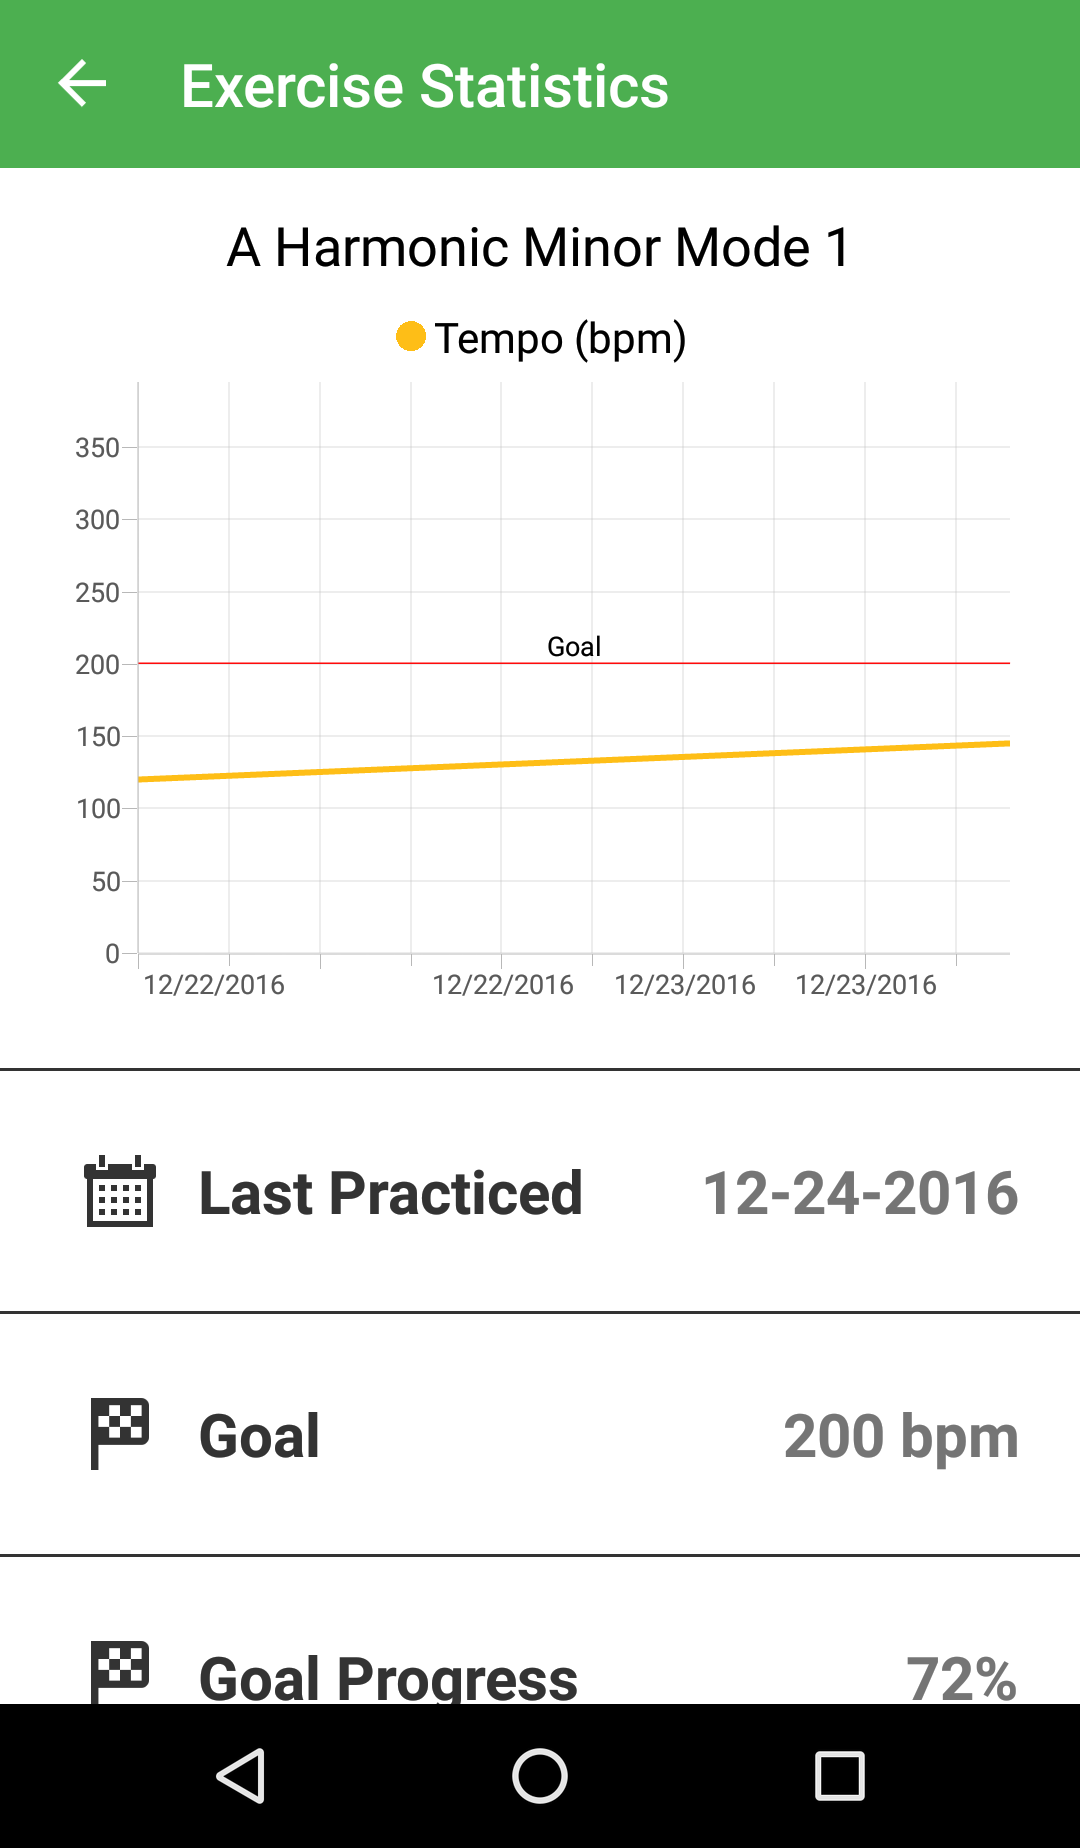 Exercise Statistics
A Harmonic Minor Mode 1
Tempo (bpm)
350
300
250
Goal
200
150
100
50
0
12/22/2016 12/22/2016 12/23/2016 12/23/2016
Last Practiced 12-24-2016
Goal 200 bpm
Goal Progress 72%